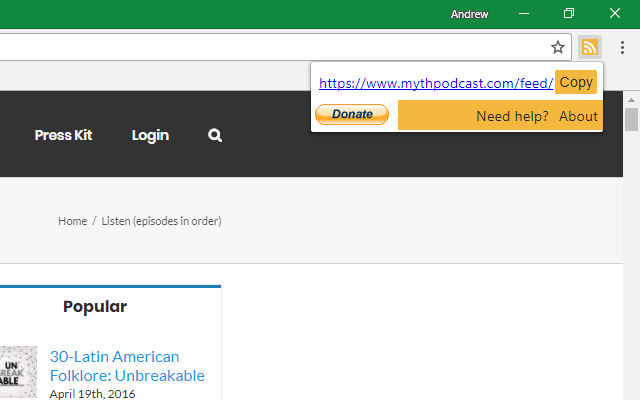 Andrew
https://www.mythpodcast.com/feed/ Copy
Donate Need help? About
Press Kit Login
Home / Listen (episodes in order)
Popular
UN
BREAK
ABLE
30-Latin American
Folklore: Unbreakable
April 19th, 2016